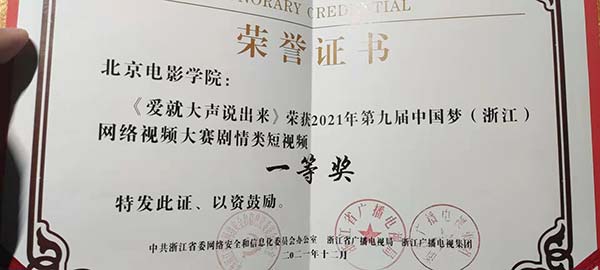 HONORARY CREDENTIAL
荣誉证书
北京电影学院：
《爱就大声说出来》荣获2021年第九届中国梦（浙江）
网络视频大赛剧情类短视频
一等奖
特发此证、以资鼓励。
中共浙江省委网络安全和信息化委员会办公室 浙江省广播电视局 浙江广播电视集团
二〇二一年十二月